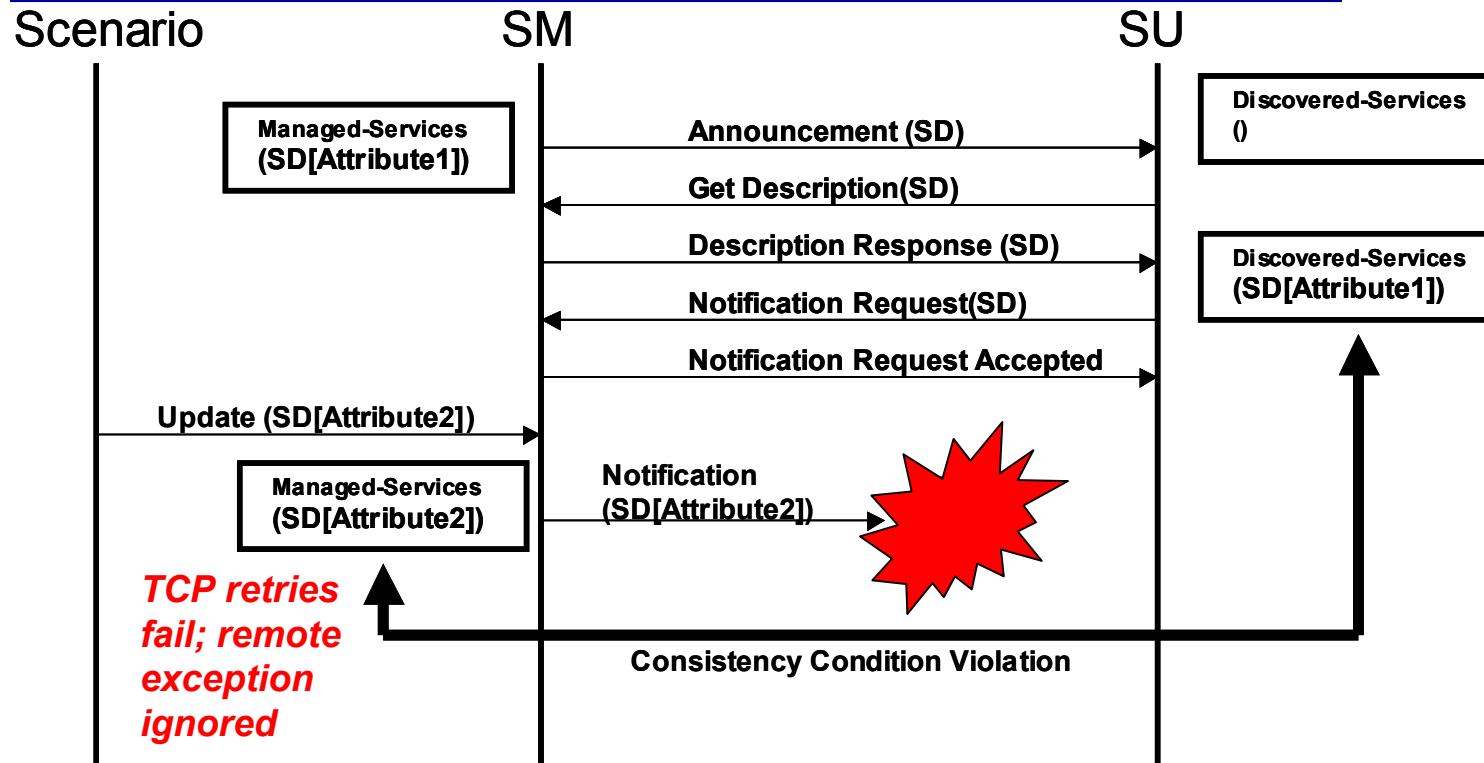 Scenario
SM
SU
Managed-Services
(SD[Attribute1])
Announcement (SD)
Discovered-Services
()
Get Description(SD)
Description Response (SD)
Discovered-Services
(SD[Attribute1])
Notification Request(SD)
Notification Request Accepted
Update (SD[Attribute2])
Managed-Services
(SD[Attribute2])
Notification
(SD[Attribute2])
TCP retries
fail; remote
exception
ignored
Consistency Condition Violation